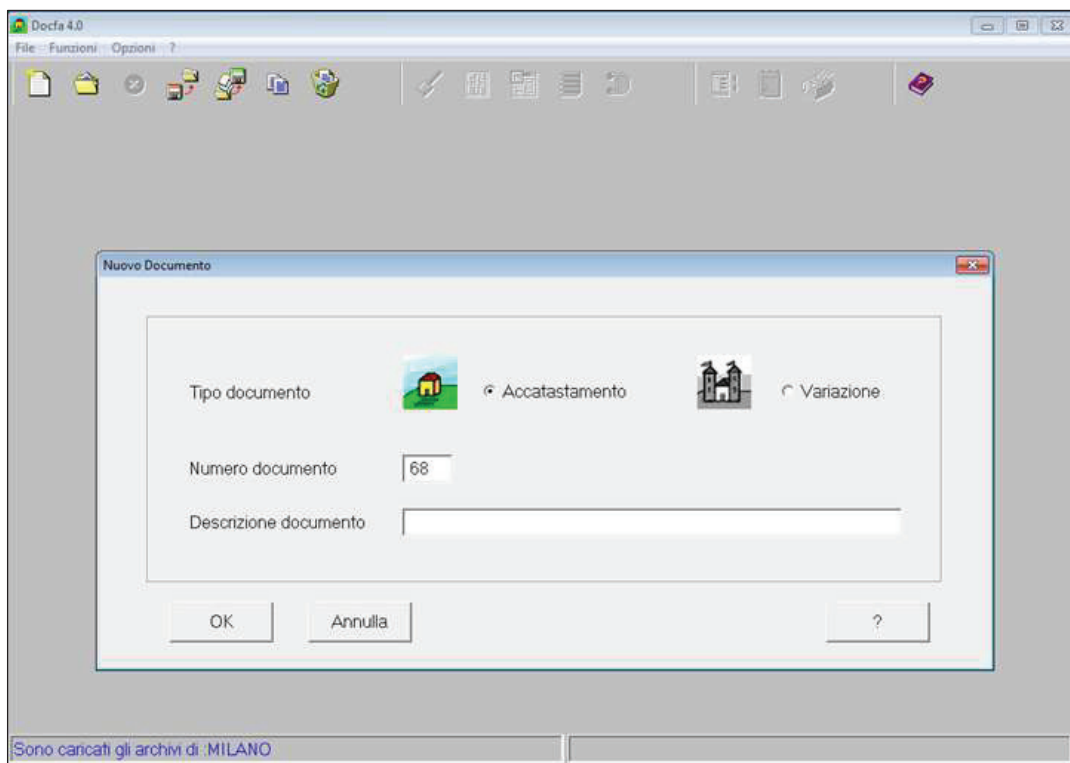 Docfa 4.0
File Funzioni Opzioni ?
Nuovo Documento
Tipo documento Accatastamento Variazione
Numero documento 68
Descrizione documento
OK Annulla ?
Sono caricati gli archivi di :MILANO